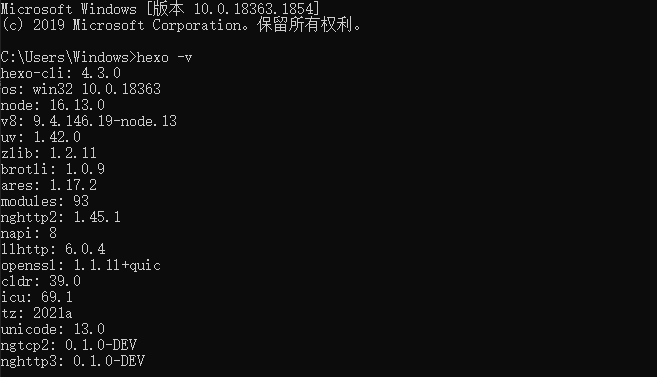 Microsoft Windows [版本 10.0.18363.1854]
(c) 2019 Microsoft Corporation。保留所有权利。
C:\Users\Windows>hexo -v
hexo-cli: 4.3.0
os: win32 10.0.18363
node: 16.13.0
v8: 9.4.146.19-node.13
uv: 1.42.0
zlib: 1.2.11
brotli: 1.0.9
ares: 1.17.2
modules: 93
nghttp2: 1.45.1
napi: 8
llhttp: 6.0.4
openssl: 1.1.1l+quic
cldr: 39.0
icu: 69.1
tz: 2021a
unicode: 13.0
ngtcp2: 0.1.0-DEV
nghttp3: 0.1.0-DEV